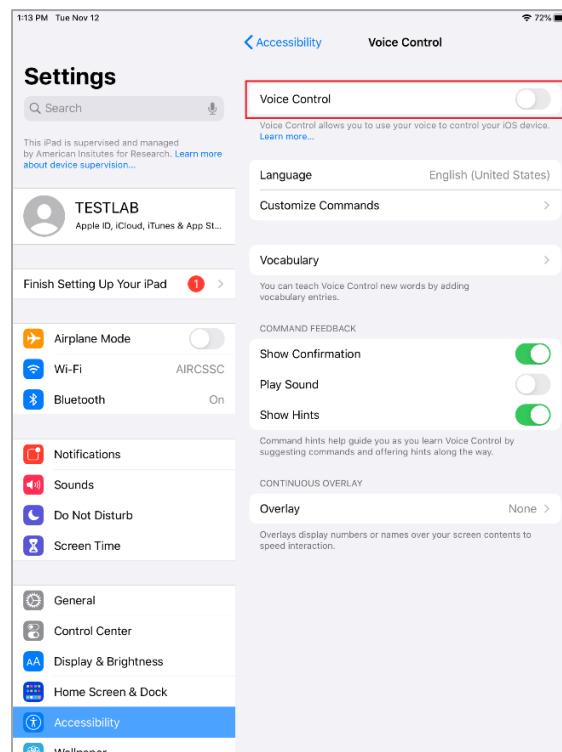 1:13 PM Tue Nov 12
72%
Settings
Search
This iPad is supervised and managed
by American Insitutes for Research. Learn more
about device supervision...
TESTLAB
Apple ID, iCloud, iTunes & App St...
Finish Setting Up Your iPad 1
Airplane Mode
Wi-Fi AIRCSSC
Bluetooth On
Notifications
Sounds
Do Not Disturb
Screen Time
General
Control Center
AA Display & Brightness
Home Screen & Dock
Accessibility
Wallpaper
Accessibility Voice Control
Voice Control
Voice Control allows you to use your voice to control your iOS device.
Learn more...
Language English (United States)
Customize Commands
Vocabulary
You can teach Voice Control new words by adding
vocabulary entries.
COMMAND FEEDBACK
Show Confirmation
Play Sound
Show Hints
Command hints help guide you as you learn Voice Control by
suggesting commands and offering hints along the way.
CONTINUOUS OVERLAY
Overlay None
Overlays display numbers or names over your screen contents to
speed interaction.